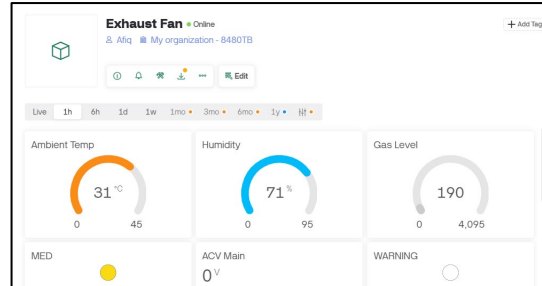 Exhaust Fan • Online
Afiq My organization - 8480TB
+ Add Tag
Edit
Live 1h 6h 1d 1w 1mo 3mo 6mo 1y
Ambient Temp
31 °C
0 45
Humidity
71 %
0 95
Gas Level
190
0 4,095
MED
ACV Main
0 V
WARNING